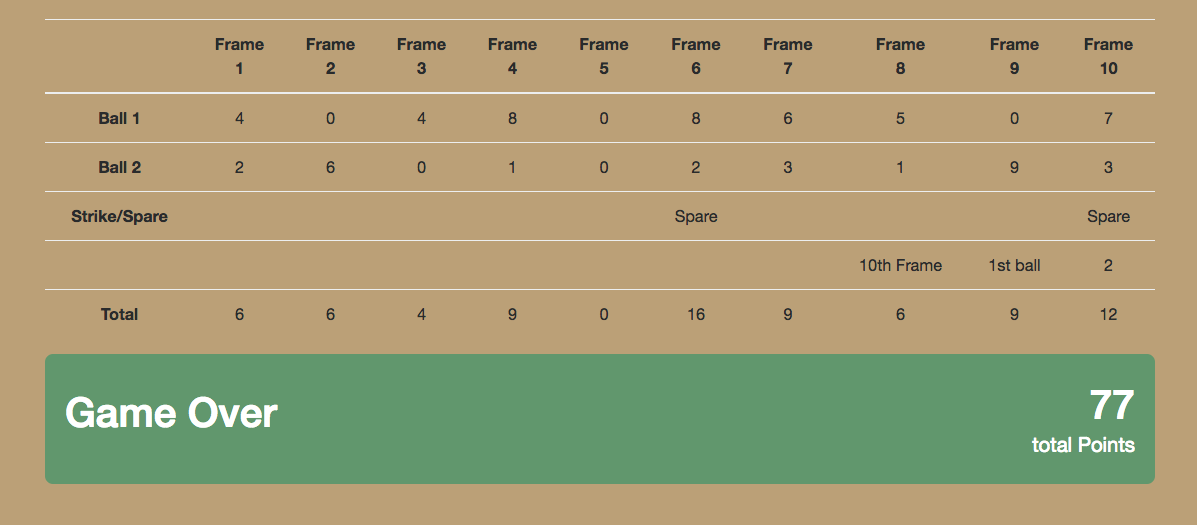 Frame 1 Frame 2 Frame 3 Frame 4 Frame 5 Frame 6 Frame 7 Frame 8 Frame 9 Frame 10
Ball 1 4 0 4 8 0 8 6 5 0 7
Ball 2 2 6 0 1 0 2 3 1 9 3
Strike/Spare Spare Spare
10th Frame 1st ball 2
Total 6 6 4 9 0 16 9 6 9 12
Game Over 77
total Points